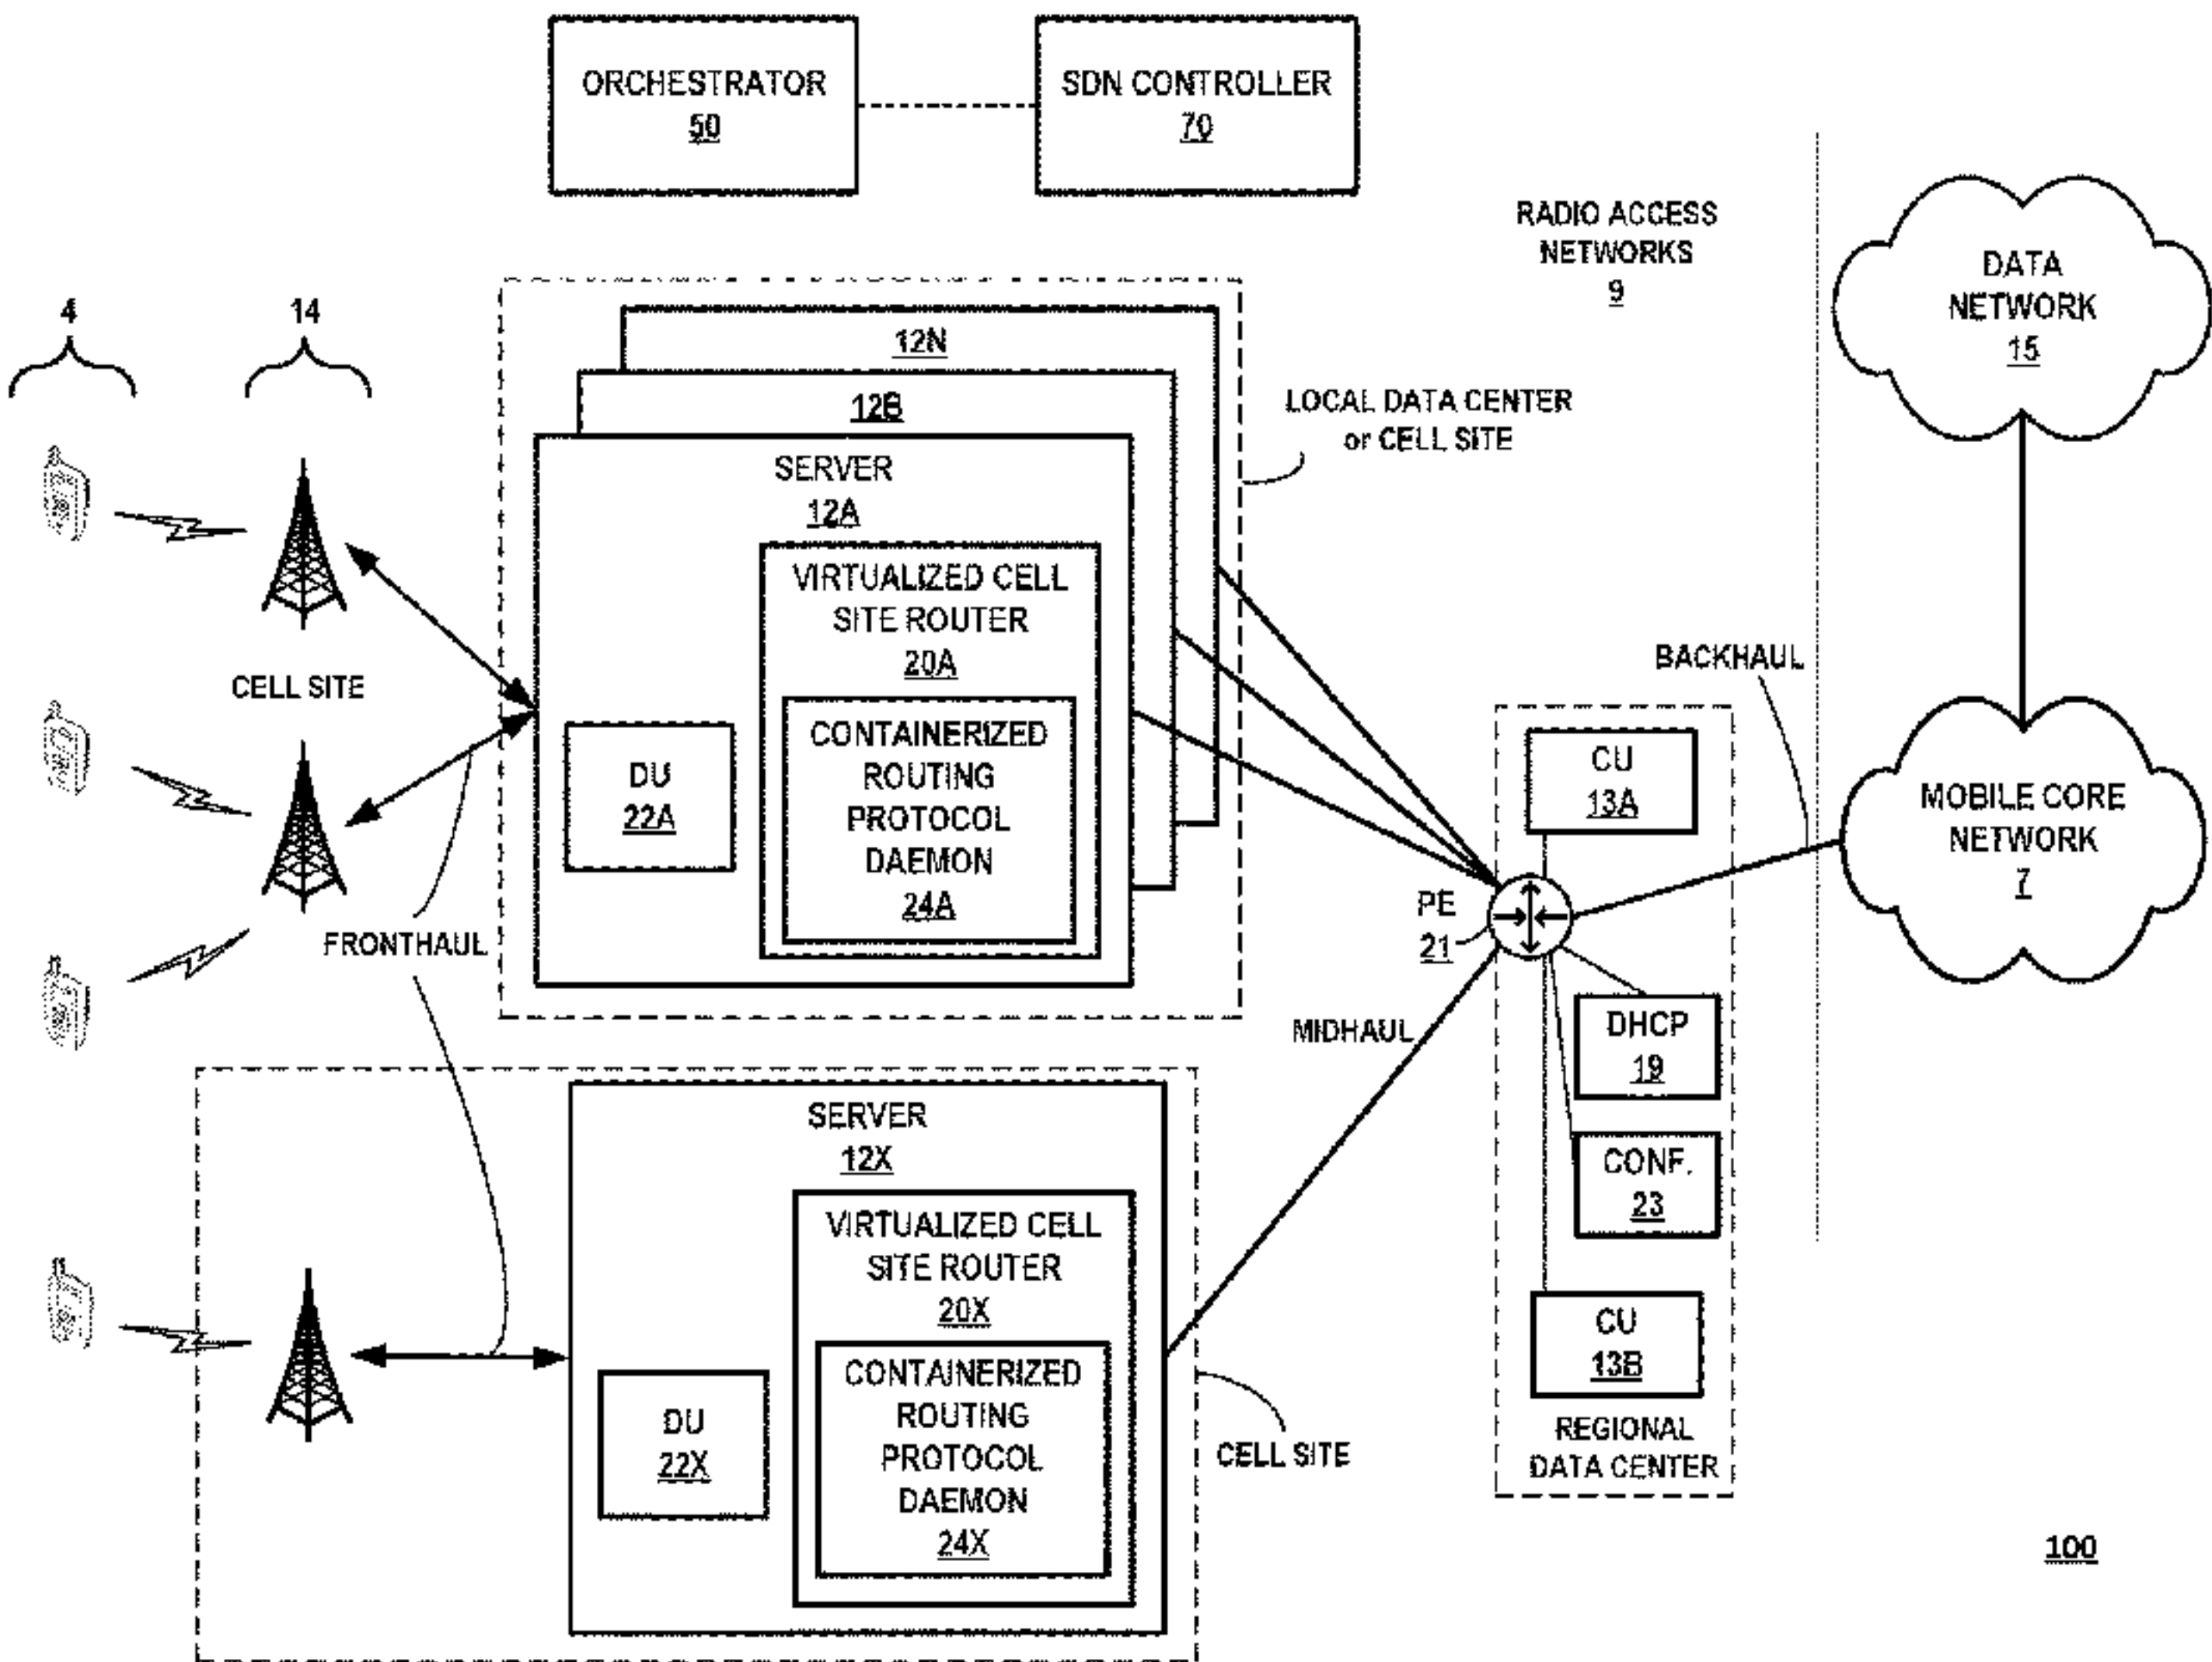 ORCHESTRATOR
50
SDN CONTROLLER
70
RADIO ACCESS
NETWORKS
9
DATA
NETWORK
15
4
14
12N
12B
LOCAL DATA CENTER
or CELL SITE
SERVER
12A
VIRTUALIZED CELL
SITE ROUTER
20A
CELL SITE
CONTAINERIZED
ROUTING
PROTOCOL
DAEMON
24A
DU
22A
FRONTHAUL
BACKHAUL
CU
13A
MOBILE CORE
NETWORK
7
PE
21
DHCP
19
MIDHAUL
CONF.
23
SERVER
12X
VIRTUALIZED CELL
SITE ROUTER
20X
CONTAINERIZED
ROUTING
PROTOCOL
DAEMON
24X
DU
22X
CELL SITE
CU
13B
REGIONAL
DATA CENTER
100